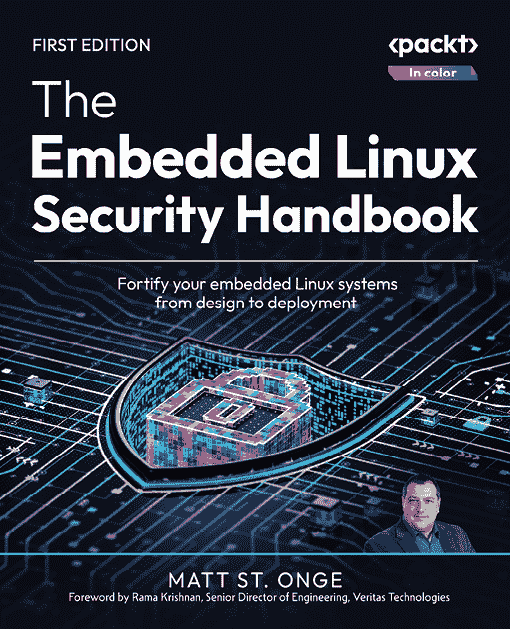 FIRST EDITION
<packt>
In color
The
Embedded Linux
Security Handbook
Fortify your embedded Linux systems
from design to deployment
MATT ST. ONGE
Foreword by Rama Krishnan, Senior Director of Engineering, Veritas Technologies